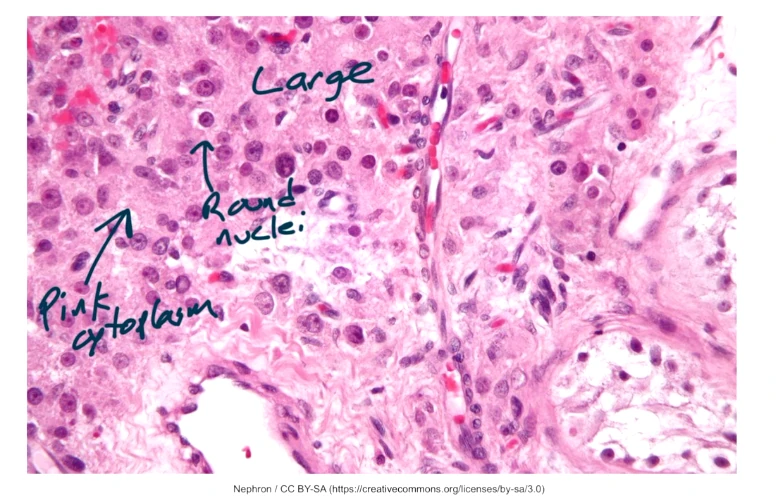 Large
Round
nuclei
Pink
cytoplasm
Nephron / CC BY-SA (https://creativecommons.org/licenses/by-sa/3.0)